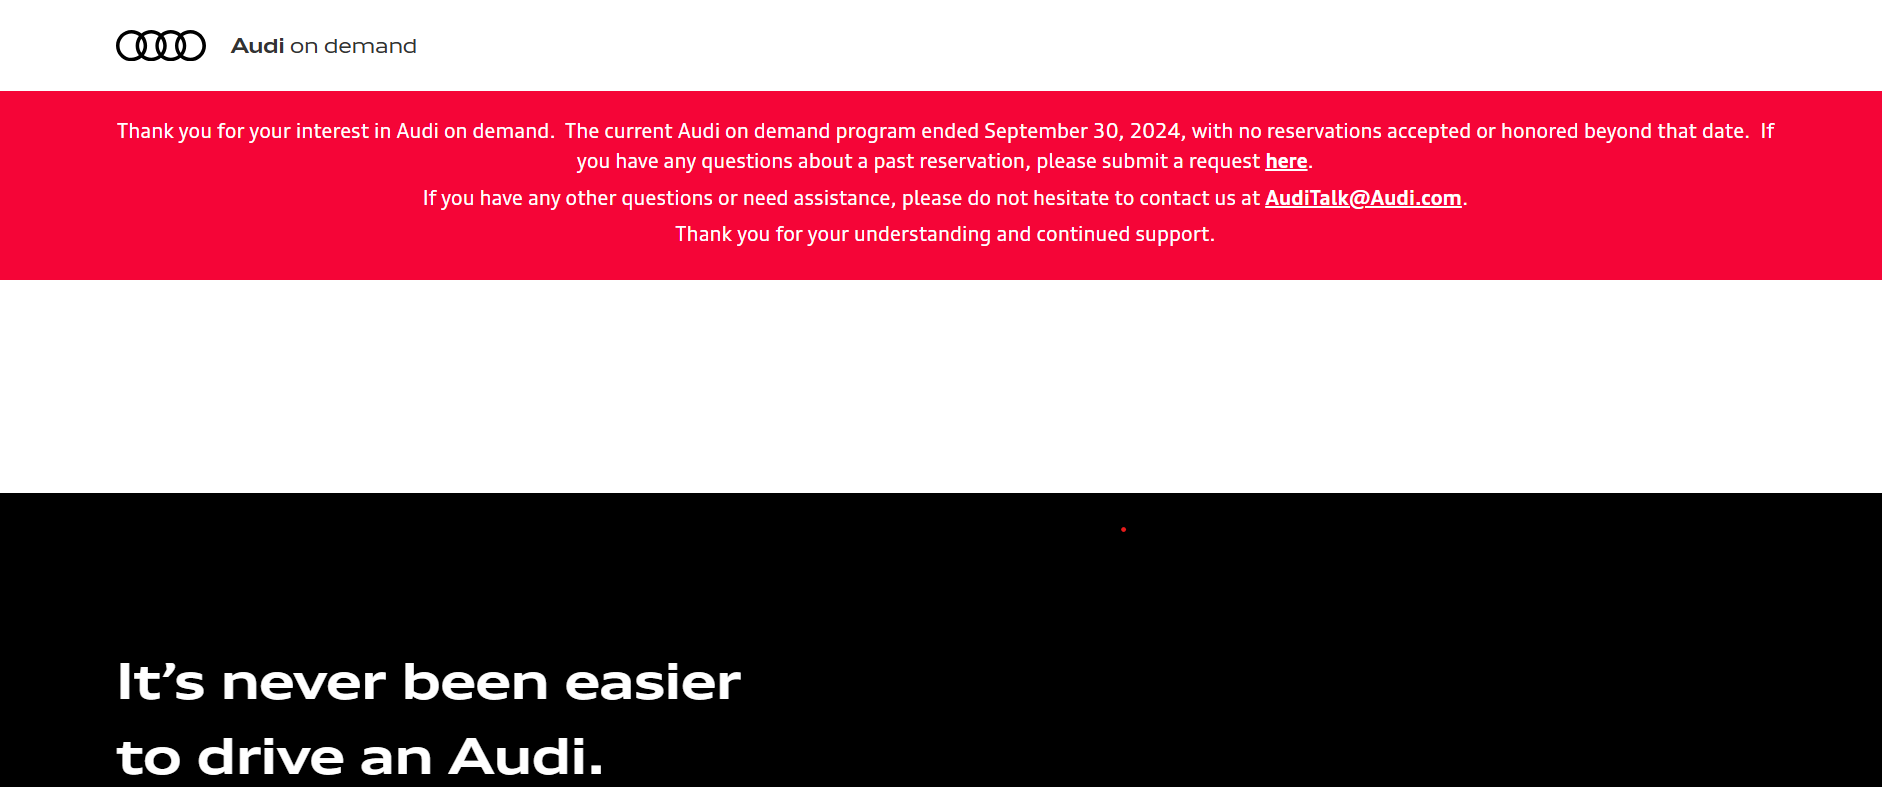 Audi on demand
Thank you for your interest in Audi on demand.  The current Audi on demand program ended September 30, 2024, with no reservations accepted or honored beyond that date.  If
you have any questions about a past reservation, please submit a request here.
If you have any other questions or need assistance, please do not hesitate to contact us at AudiTalk@Audi.com.
Thank you for your understanding and continued support.
It’s never been easier
to drive an Audi.